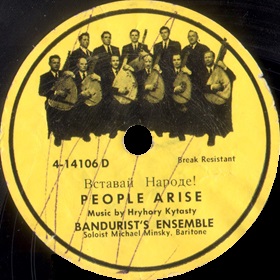 4-14106/D Break Resistant
Вставай Народе!
PEOPLE ARISE
Music by Hryhory Kytasty
BANDURIST'S ENSEMBLE
Soloist Michael Minsky, Baritone